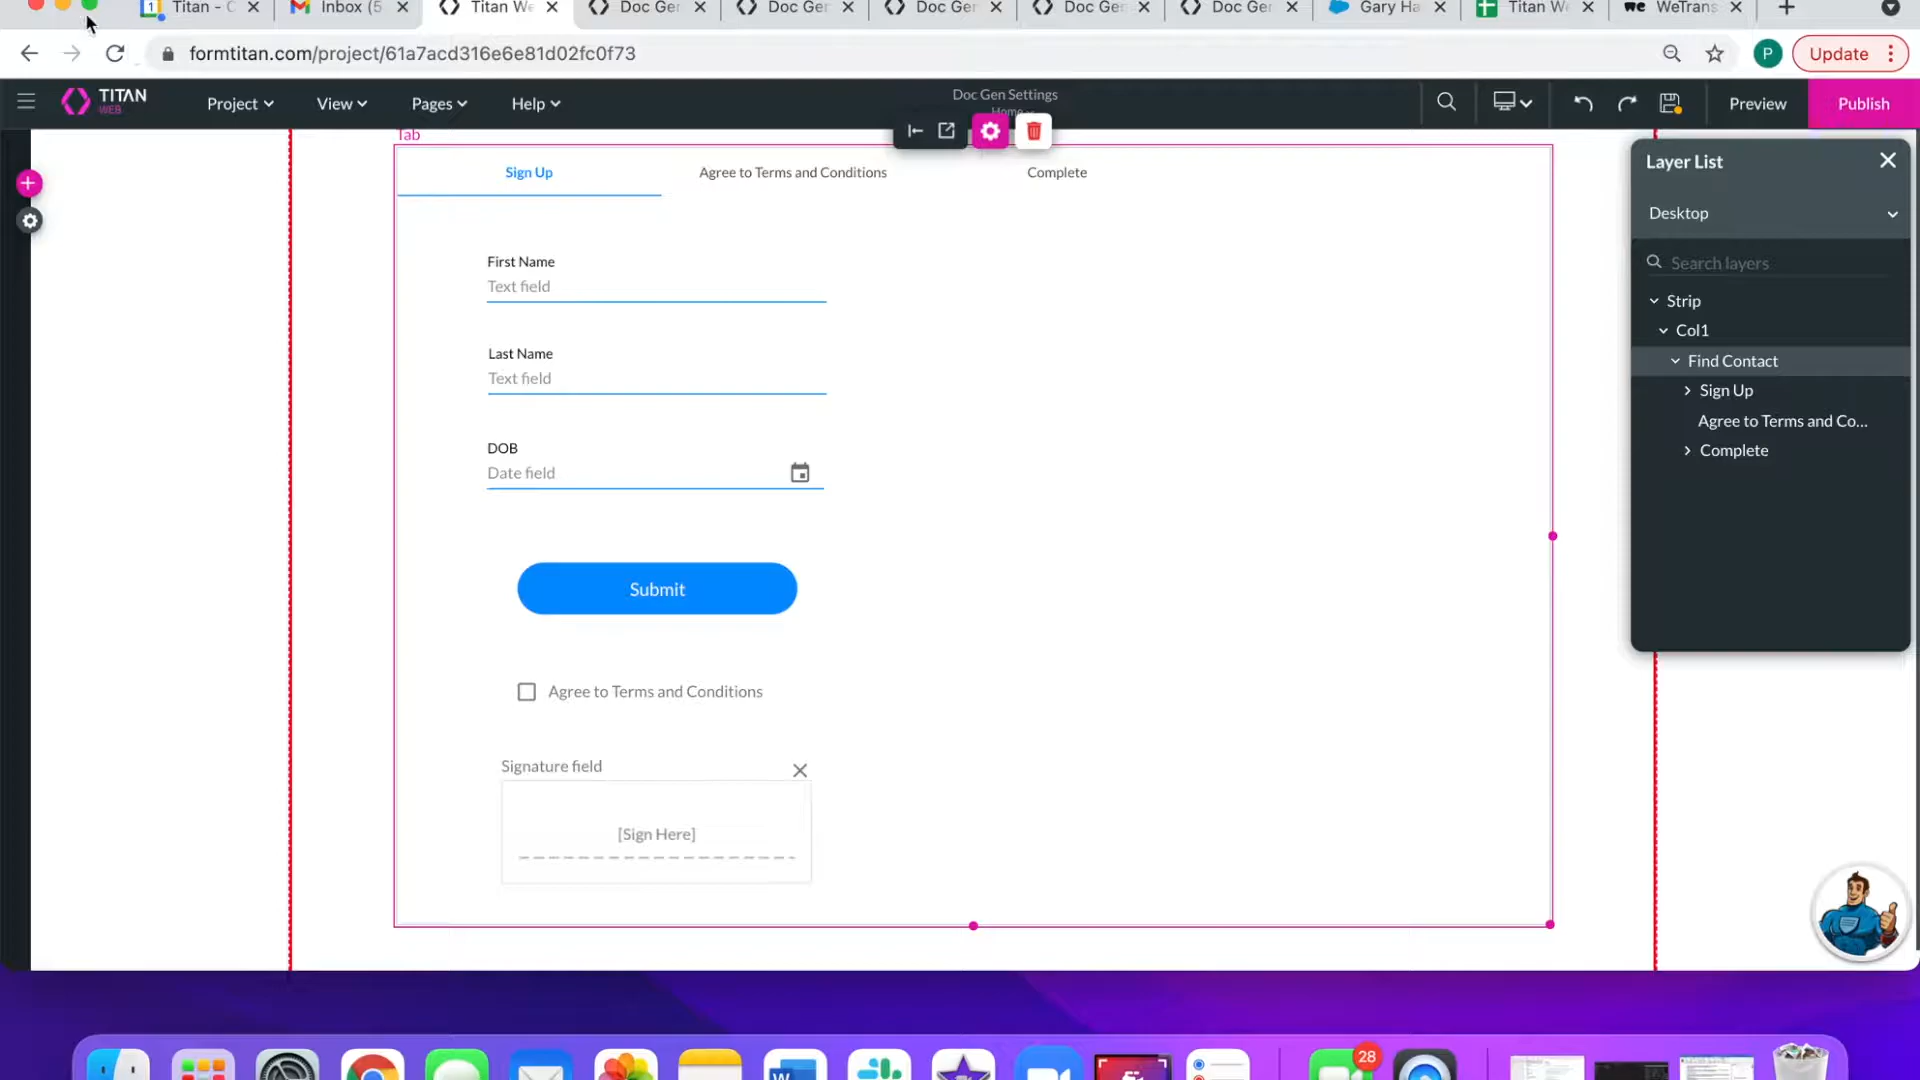 Titan - C
Inbox (5
Titan We
Doc Ge
Doc Ge
Doc Ge
Doc Ge
Doc Ge
Gary Ha
Titan W
WeTrans
formtitan.com/project/61a7acd316e6e81d02fc0f73
P
Update
TITAN
WEB
Project
View
Pages
Help
Doc Gen Settings
Home
Preview
Publish
Tab
Sign Up
Agree to Terms and Conditions
Complete
First Name
Text field
Last Name
Text field
DOB
Date field
Submit
Agree to Terms and Conditions
Signature field
[Sign Here]
Layer List
Desktop
Search layers
Strip
Col1
Find Contact
Sign Up
Agree to Terms and Co...
Complete
28
W